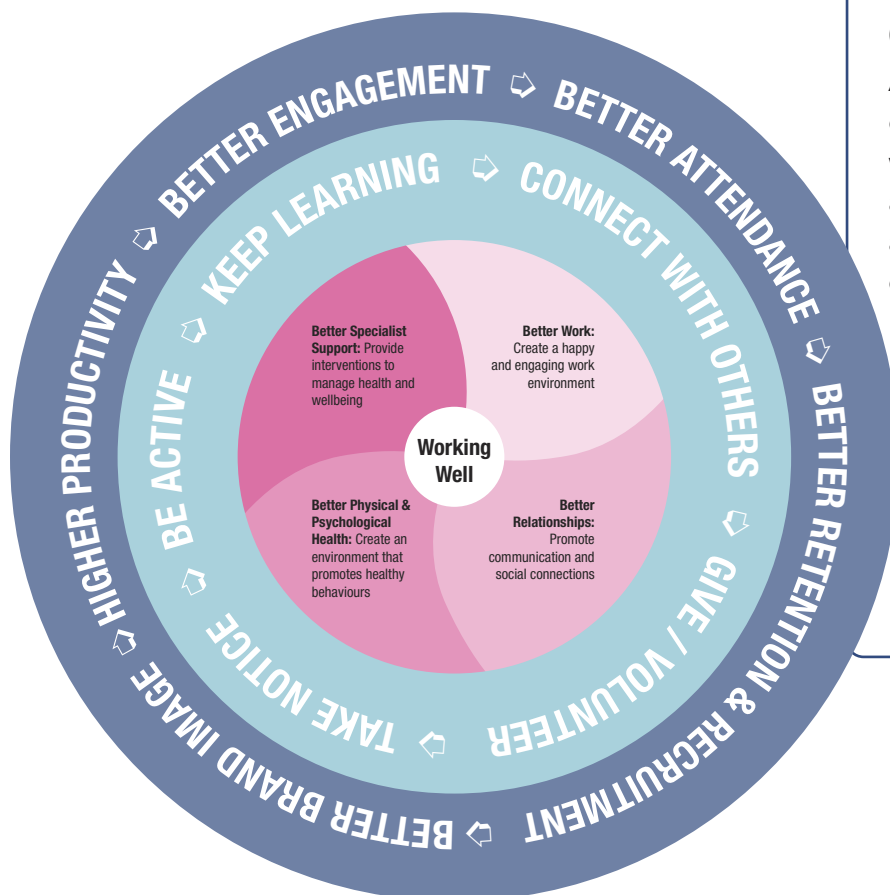 BETTER ENGAGEMENT
BETTER ATTENDANCE
BETTER RETENTION & RECRUITMENT
BETTER BRAND IMAGE
HIGHER PRODUCTIVITY
KEEP LEARNING
CONNECT WITH OTHERS
GIVE / VOLUNTEER
TAKE NOTICE
BE ACTIVE
Better Specialist
Support: Provide
interventions to
manage health and
wellbeing
Better Work:
Create a happy
and engaging work
environment
Working
Well
Better Physical &
Psychological
Health: Create an
environment that
promotes healthy
behaviours
Better
Relationships:
Promote
communication and
social connections